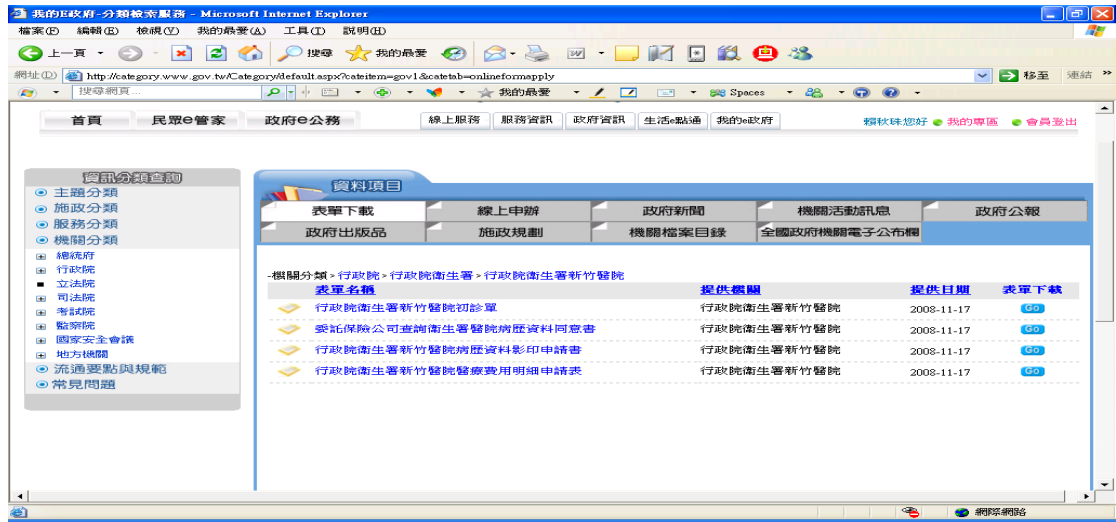 我的E政府-分類檢索服務 - Microsoft Internet Explorer
檔案(F) 編輯(E) 檢視(V) 我的最愛(A) 工具(T) 說明(H)
上一頁 搜尋 我的最愛
網址(D) http://category.www.gov.tw/Category/default.aspx?cateitem=gov1&catetab=onlineformapply 移至 連結 »
搜尋網頁... 我的最愛 Spaces
首頁 民眾e管家 政府e公務 線上服務 服務資訊 政府資訊 生活e點通 我的e政府 賴秋珠您好 我的專區 會員登出
資訊分類查詢
主題分類
施政分類
服務分類
機關分類
總統府
行政院
立法院
司法院
考試院
監察院
國家安全會議
地方機關
流通要點與規範
常見問題
資料項目
表單下載 線上申辦 政府新聞 機關活動訊息 政府公報
政府出版品 施政規劃 機關檔案目錄 全國政府機關電子公布欄
-機關分類>行政院>行政院衛生署>行政院衛生署新竹醫院
表單名稱 提供機關 提供日期 表單下載
行政院衛生署新竹醫院初診單 行政院衛生署新竹醫院 2008-11-17 GO
委託保險公司查詢衛生署醫院病歷資料同意書 行政院衛生署新竹醫院 2008-11-17 GO
行政院衛生署新竹醫院病歷資料影印申請書 行政院衛生署新竹醫院 2008-11-17 GO
行政院衛生署新竹醫院醫療費用明細申請表 行政院衛生署新竹醫院 2008-11-17 GO
網際網路